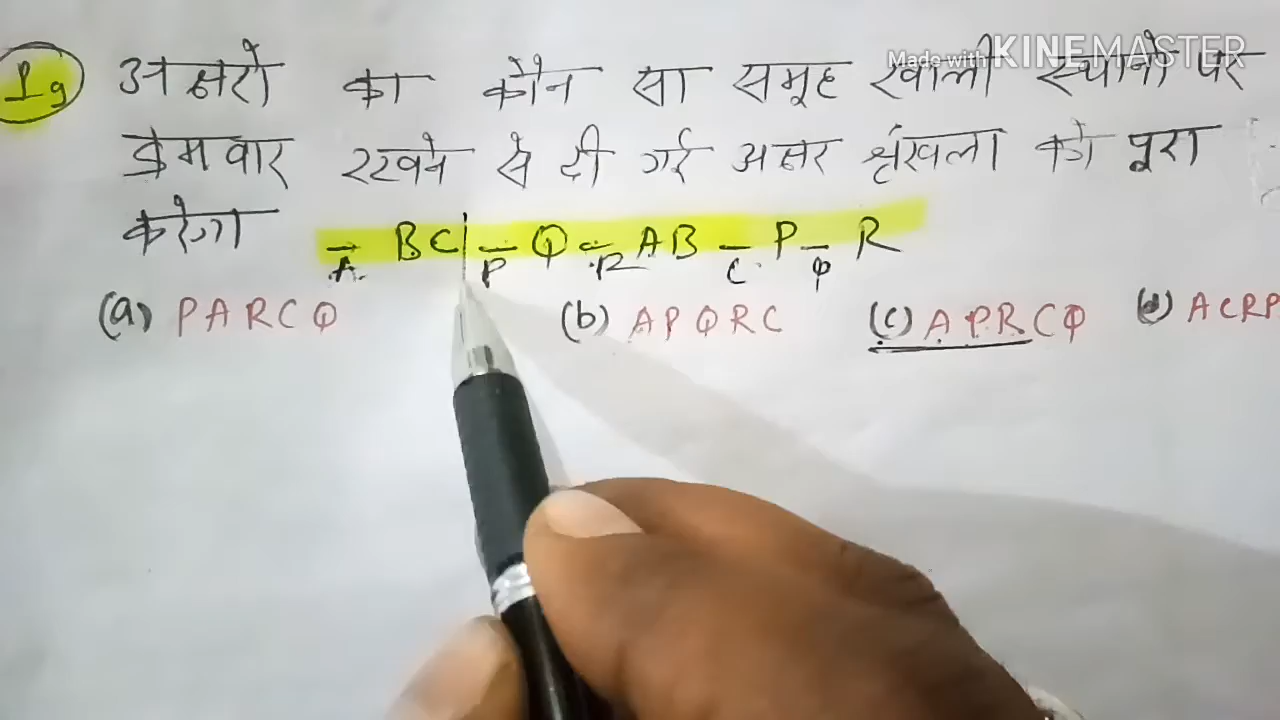 Made with KINEMASTER
19 अक्षरो का कौन सा समूह खाली स्थानो पर
क्रमवार रखने से दी गई अक्षर श्रृंखला को पूरा
करेगा _ BC| _ Q _ AB _ P _ R
A P R C Q
(a) PARCQ (b) APQRC (c) APRCQ (d) ACRP